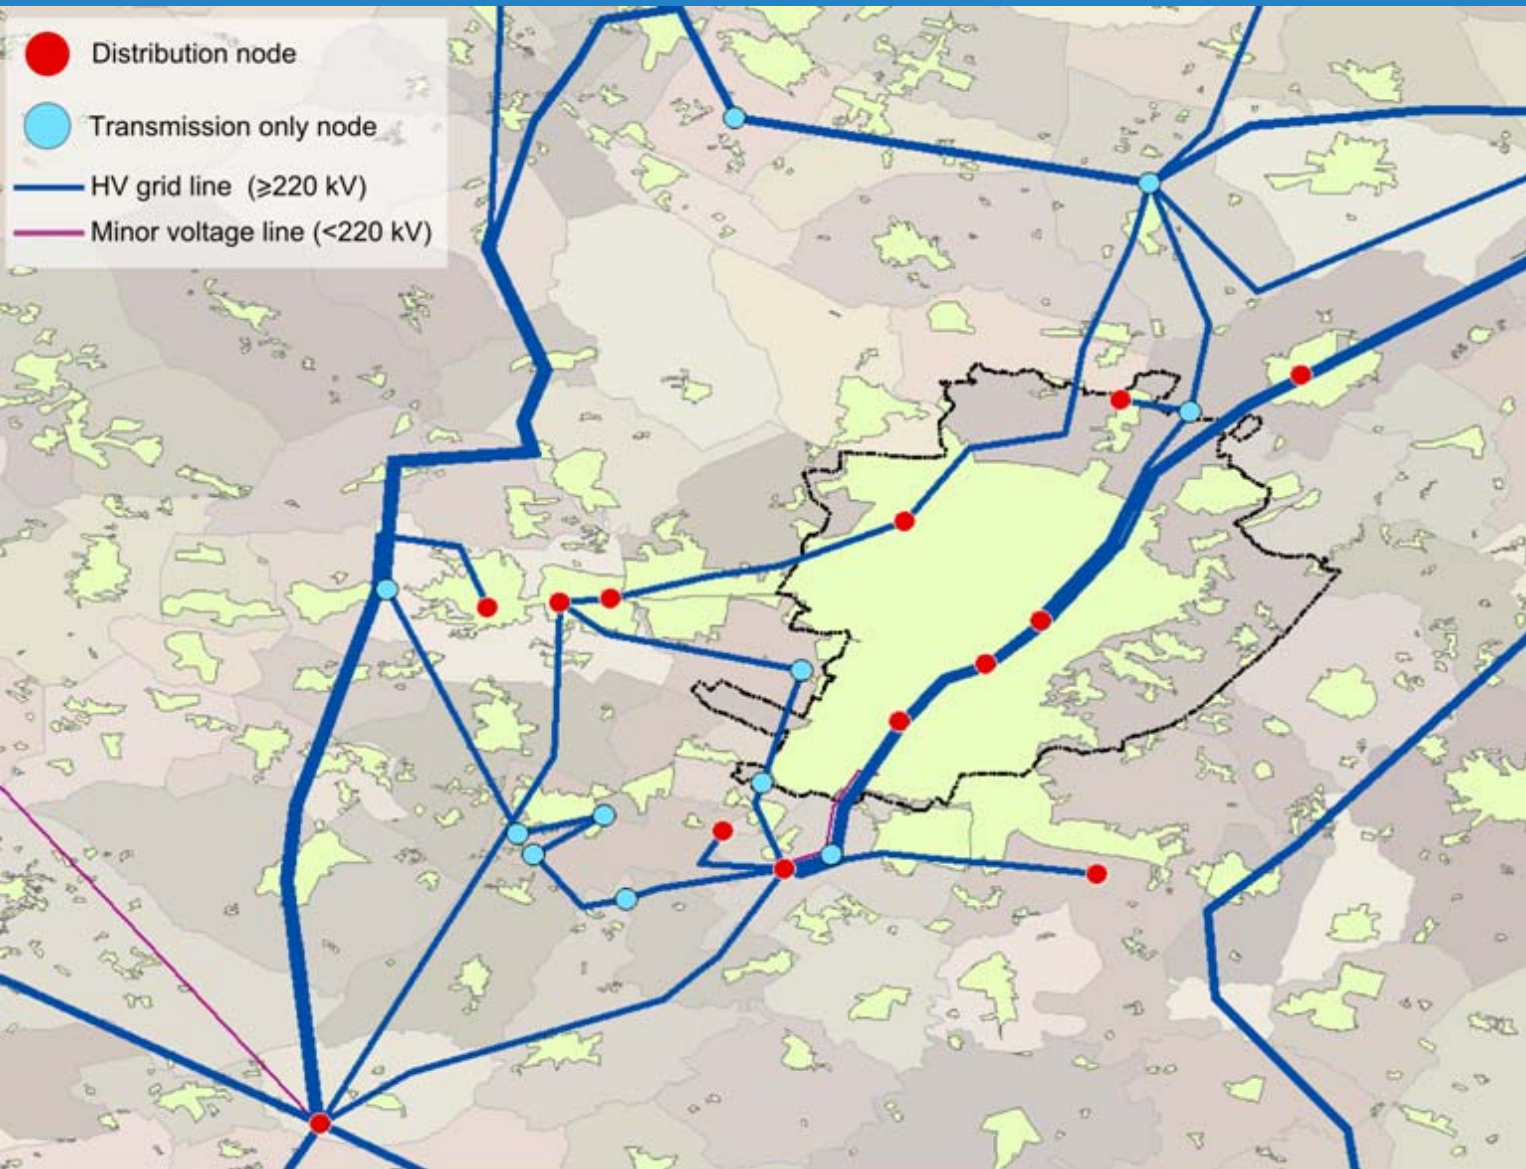 Distribution node
Transmission only node
HV grid line (⩾220 kV)
Minor voltage line (<220 kV)